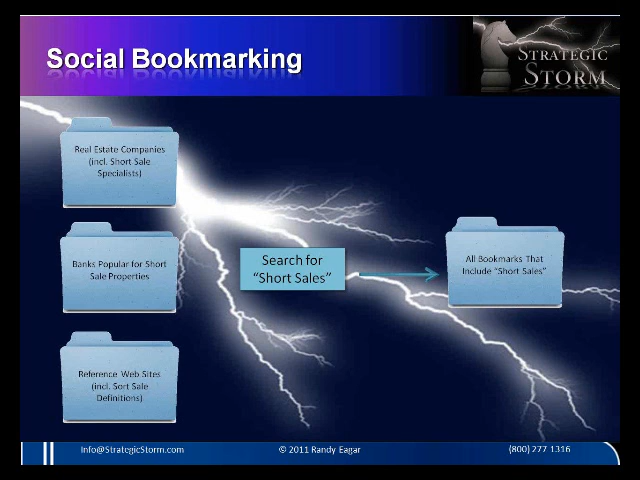 Social Bookmarking
STRATEGIC
STORM
Real Estate Companies
(incl. Short Sale
Specialists)
Banks Popular for Short
Sale Properties
Reference Web Sites
(incl. Sort Sale
Definitions)
Search for
“Short Sales”
All Bookmarks That
Include “Short Sales”
Info@StrategicStorm.com
© 2011 Randy Eagar
(800) 277 1316